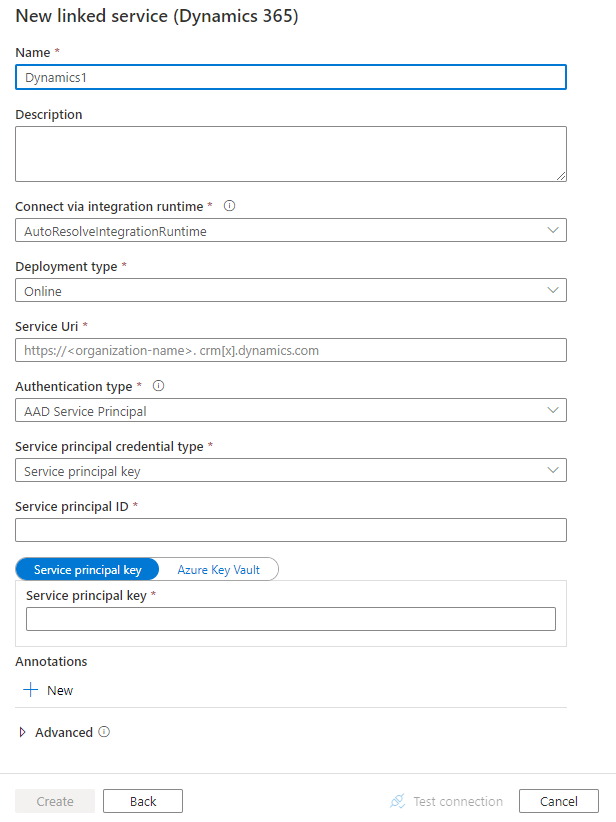 New linked service (Dynamics 365)
Name *
Dynamics1
Description
Connect via integration runtime *
AutoResolveIntegrationRuntime
Deployment type *
Online
Service Uri *
https://<organization-name>. crm[x].dynamics.com
Authentication type *
AAD Service Principal
Service principal credential type *
Service principal key
Service principal ID *
Service principal key Azure Key Vault
Service principal key *
Annotations
New
Advanced
Create Back Test connection Cancel